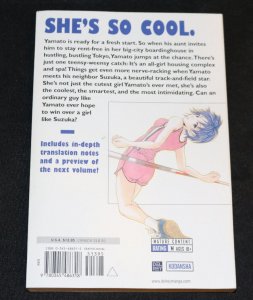 SHE'S SO COOL.
Yamato is ready for a fresh start. So when his aunt invites
him to stay rent-free in her big-city boardinghouse in
hustling, bustling Tokyo, Yamato jumps at the chance. There's
just one teensy-weensy catch: It's an all-girl housing complex
and spa! Things get even more nerve-racking when Yamato
meets his neighbor Suzuka, a beautiful track-and-field star.
She's not just the cutest girl Yamato's ever met, she's also
the coolest, the smartest, and the most intimidating. Can an
ordinary guy like
Yamato ever hope
to win over a girl
like Suzuka?
Includes in-depth
translation notes
and a preview of
the next volume!
MATURE CONTENT
RATING M AGES 18+
KODANSHA